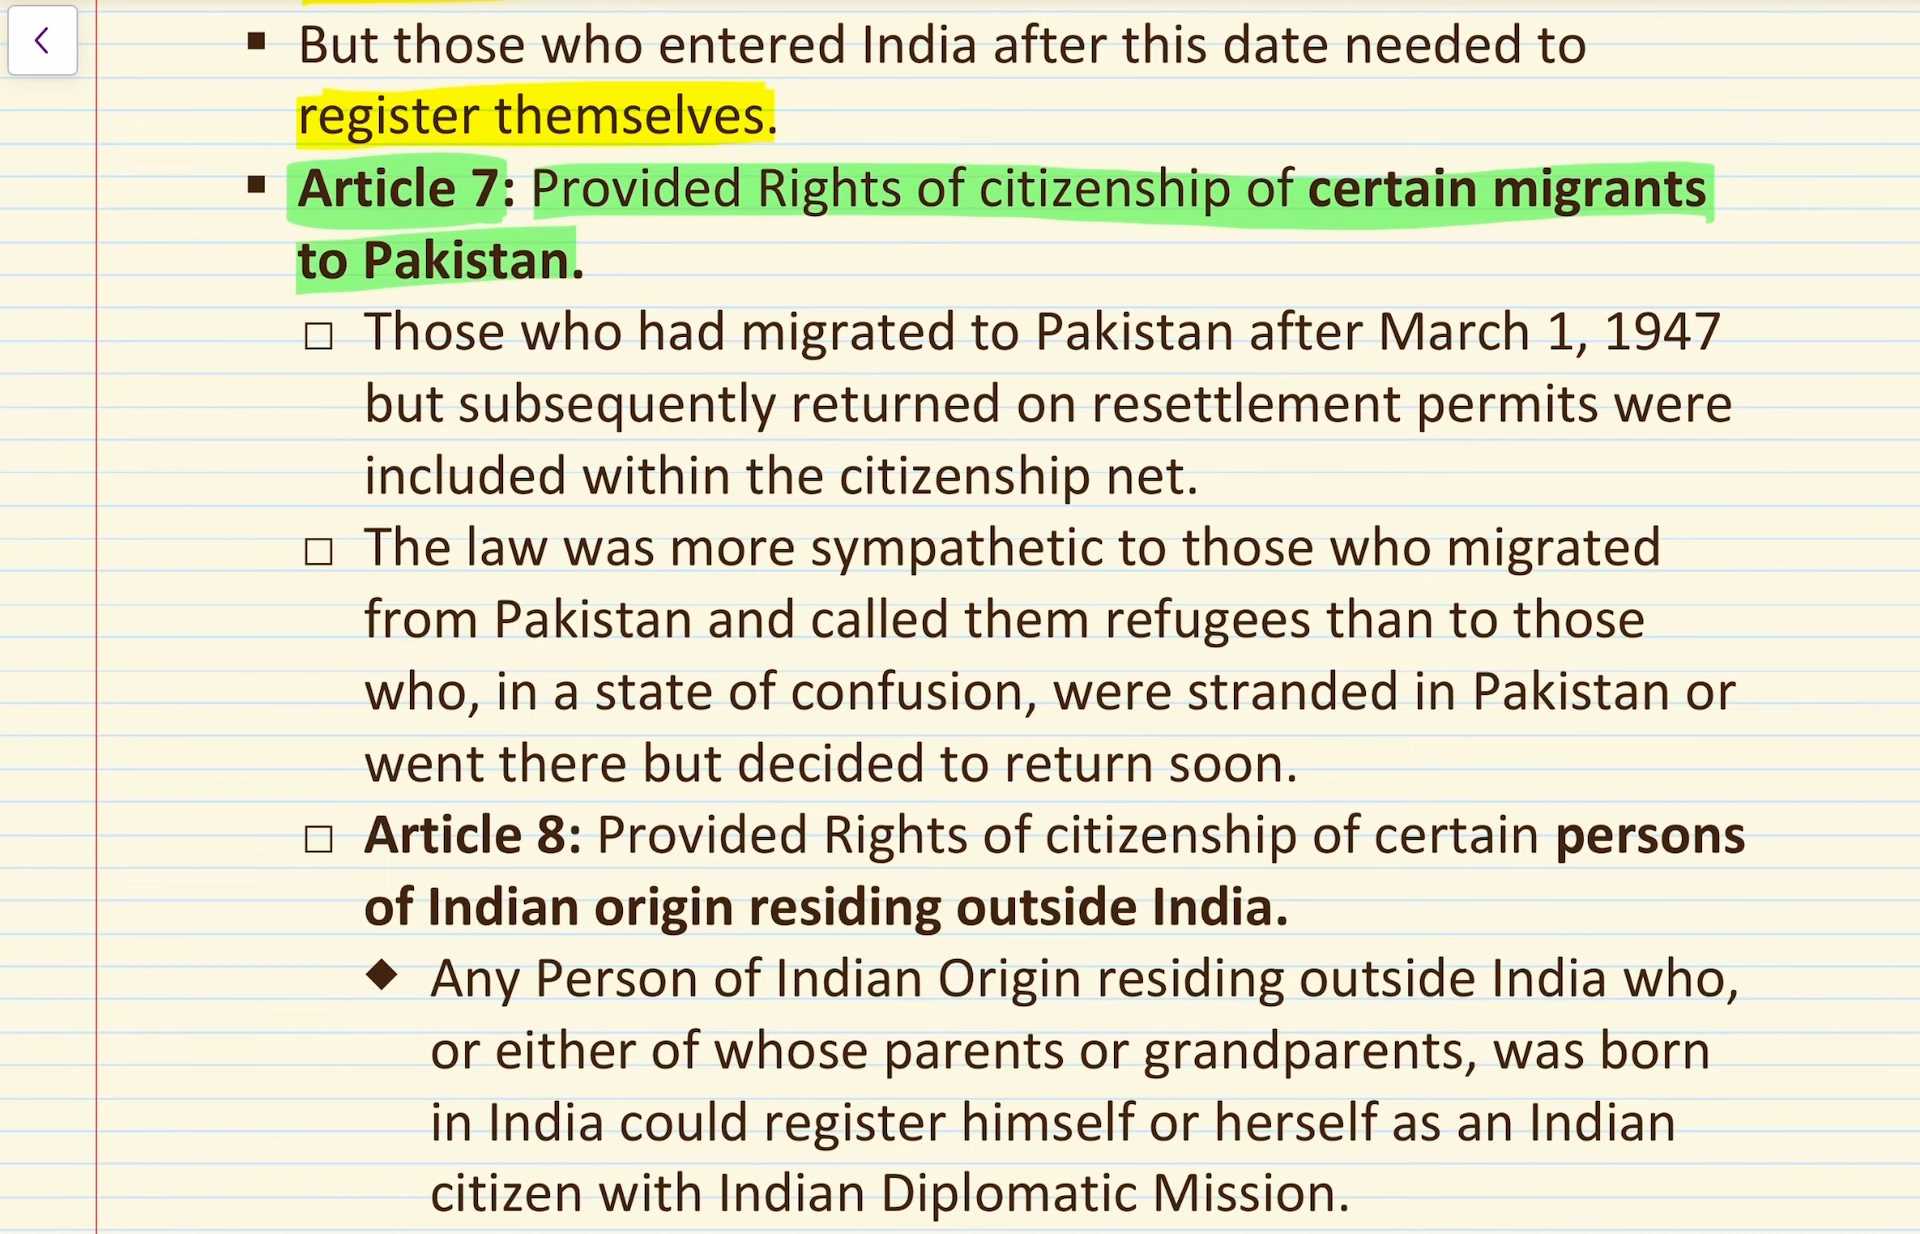 ▪ But those who entered India after this date needed to
register themselves.
▪ Article 7: Provided Rights of citizenship of certain migrants
to Pakistan.
□ Those who had migrated to Pakistan after March 1, 1947
but subsequently returned on resettlement permits were
included within the citizenship net.
□ The law was more sympathetic to those who migrated
from Pakistan and called them refugees than to those
who, in a state of confusion, were stranded in Pakistan or
went there but decided to return soon.
□ Article 8: Provided Rights of citizenship of certain persons
of Indian origin residing outside India.
◆ Any Person of Indian Origin residing outside India who,
or either of whose parents or grandparents, was born
in India could register himself or herself as an Indian
citizen with Indian Diplomatic Mission.